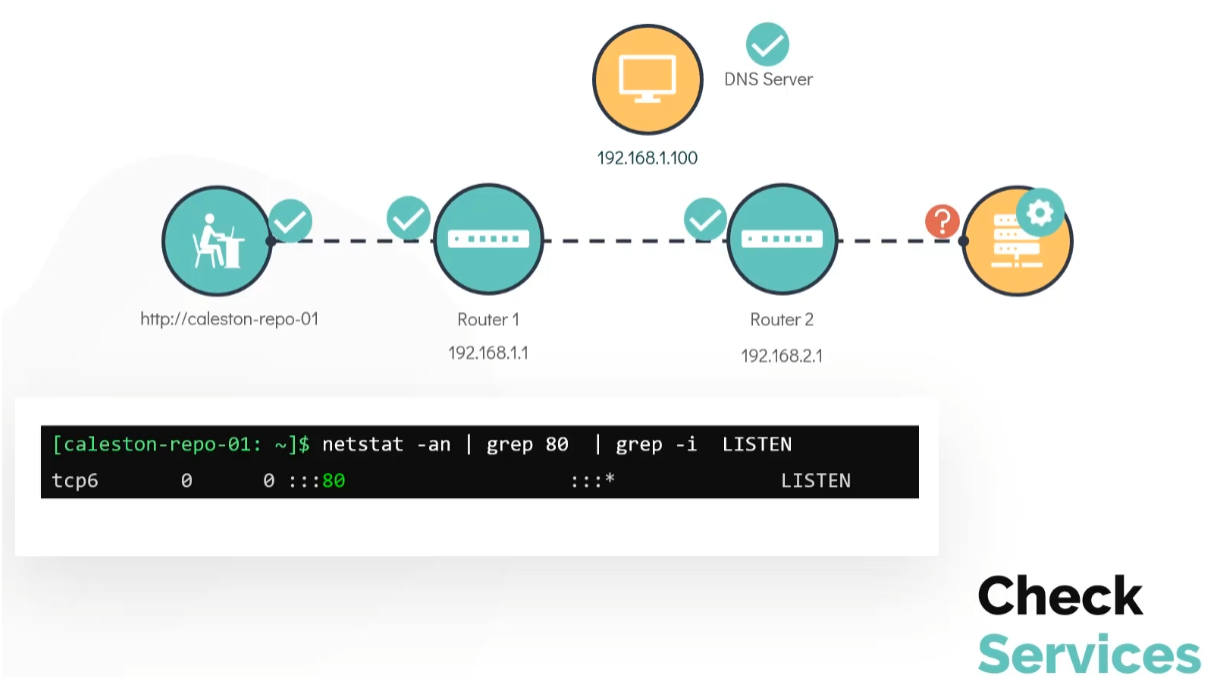 DNS Server
192.168.1.100
?
http://caleston-repo-01
Router 1
192.168.1.1
Router 2
192.168.2.1
[caleston-repo-01: ~]$ netstat -an | grep 80  | grep -i  LISTEN
tcp6       0      0 :::80                   :::*              LISTEN
Check
Services